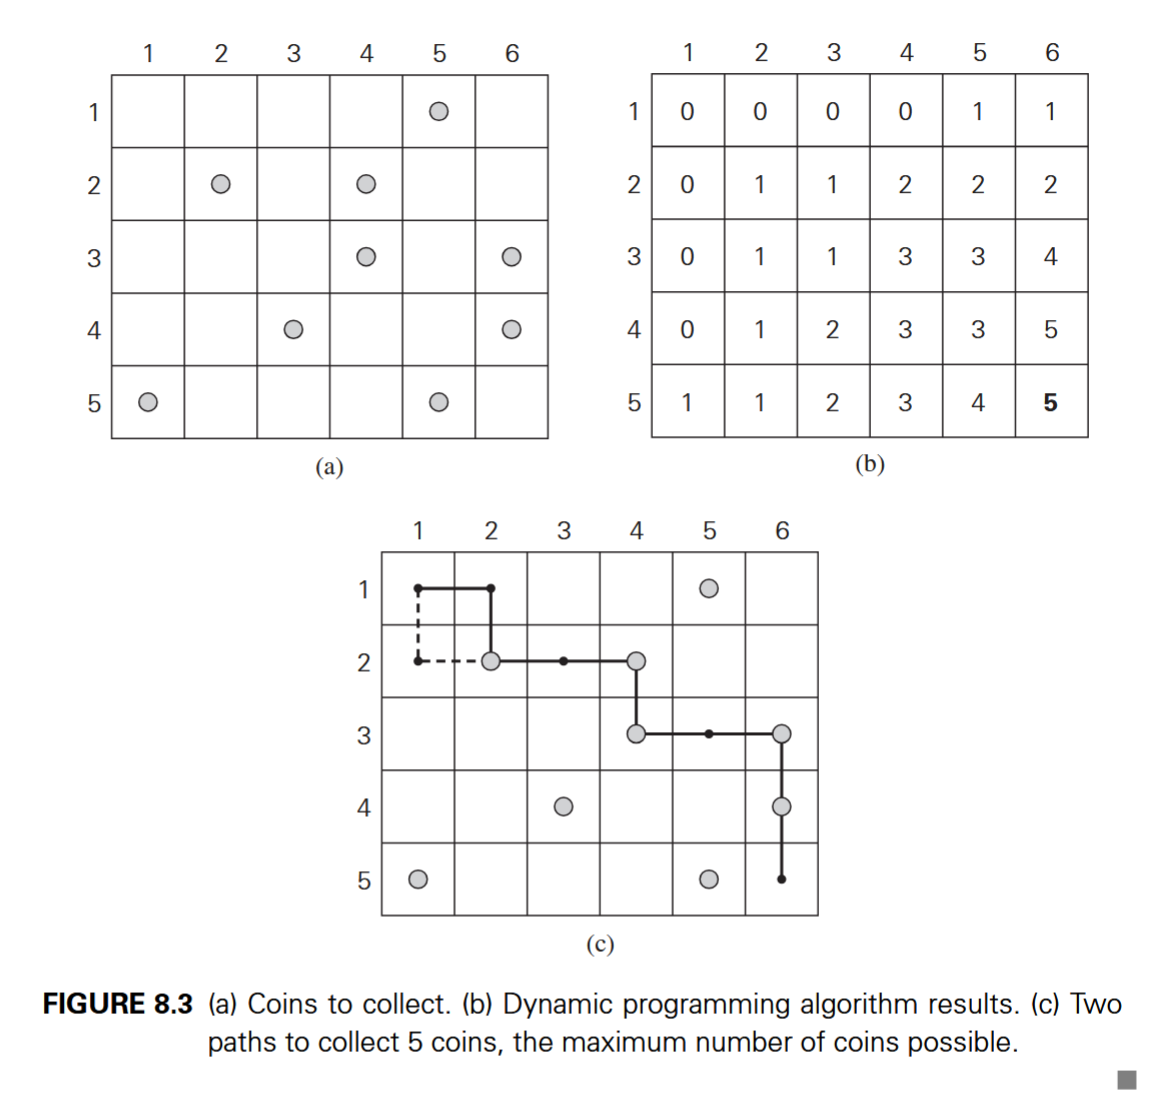 1 2 3 4 5 6
1
2
3
4
5
(a)
1 2 3 4 5 6
1 0 0 0 0 1 1
2 0 1 1 2 2 2
3 0 1 1 3 3 4
4 0 1 2 3 3 5
5 1 1 2 3 4 5
(b)
1 2 3 4 5 6
1
2
3
4
5
(c)
FIGURE 8.3 (a) Coins to collect. (b) Dynamic programming algorithm results. (c) Two
paths to collect 5 coins, the maximum number of coins possible.